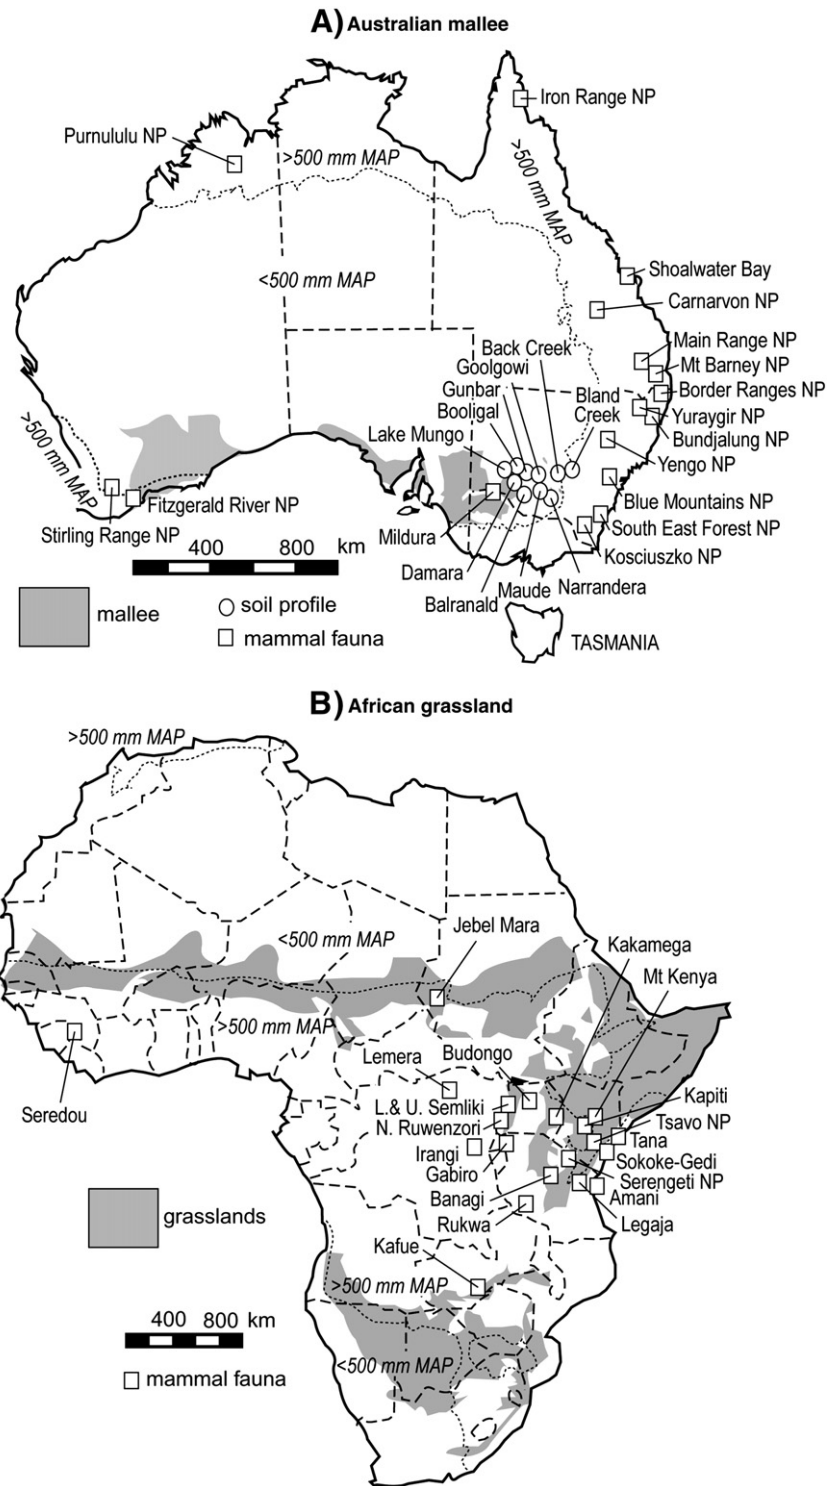 A) Australian mallee
Iron Range NP
Purnululu NP
>500 mm MAP
>500 mm MAP
<500 mm MAP
Shoalwater Bay
Carnarvon NP
Main Range NP
Back Creek
Mt Barney NP
Goolgowi
Gunbar
Border Ranges NP
Bland
Creek
Booligal
Yuraygir NP
Lake Mungo
Bundjalung NP
>500 mm MAP
Yengo NP
Blue Mountains NP
Fitzgerald River NP
South East Forest NP
Stirling Range NP
Mildura
Kosciuszko NP
400 800 km
Damara
Maude
Narrandera
Balranald
mallee
soil profile
mammal fauna
TASMANIA
B) African grassland
>500 mm MAP
<500 mm MAP
Jebel Mara
Kakamega
Mt Kenya
>500 mm MAP
Lemera
Budongo
Seredou
Kapiti
L.& U. Semliki
Tsavo NP
N. Ruwenzori
Tana
Irangi
Sokoke-Gedi
Gabiro
Serengeti NP
Banagi
Amani
Rukwa
Legaja
grasslands
Kafue
>500 mm MAP
400 800 km
<500 mm MAP
mammal fauna